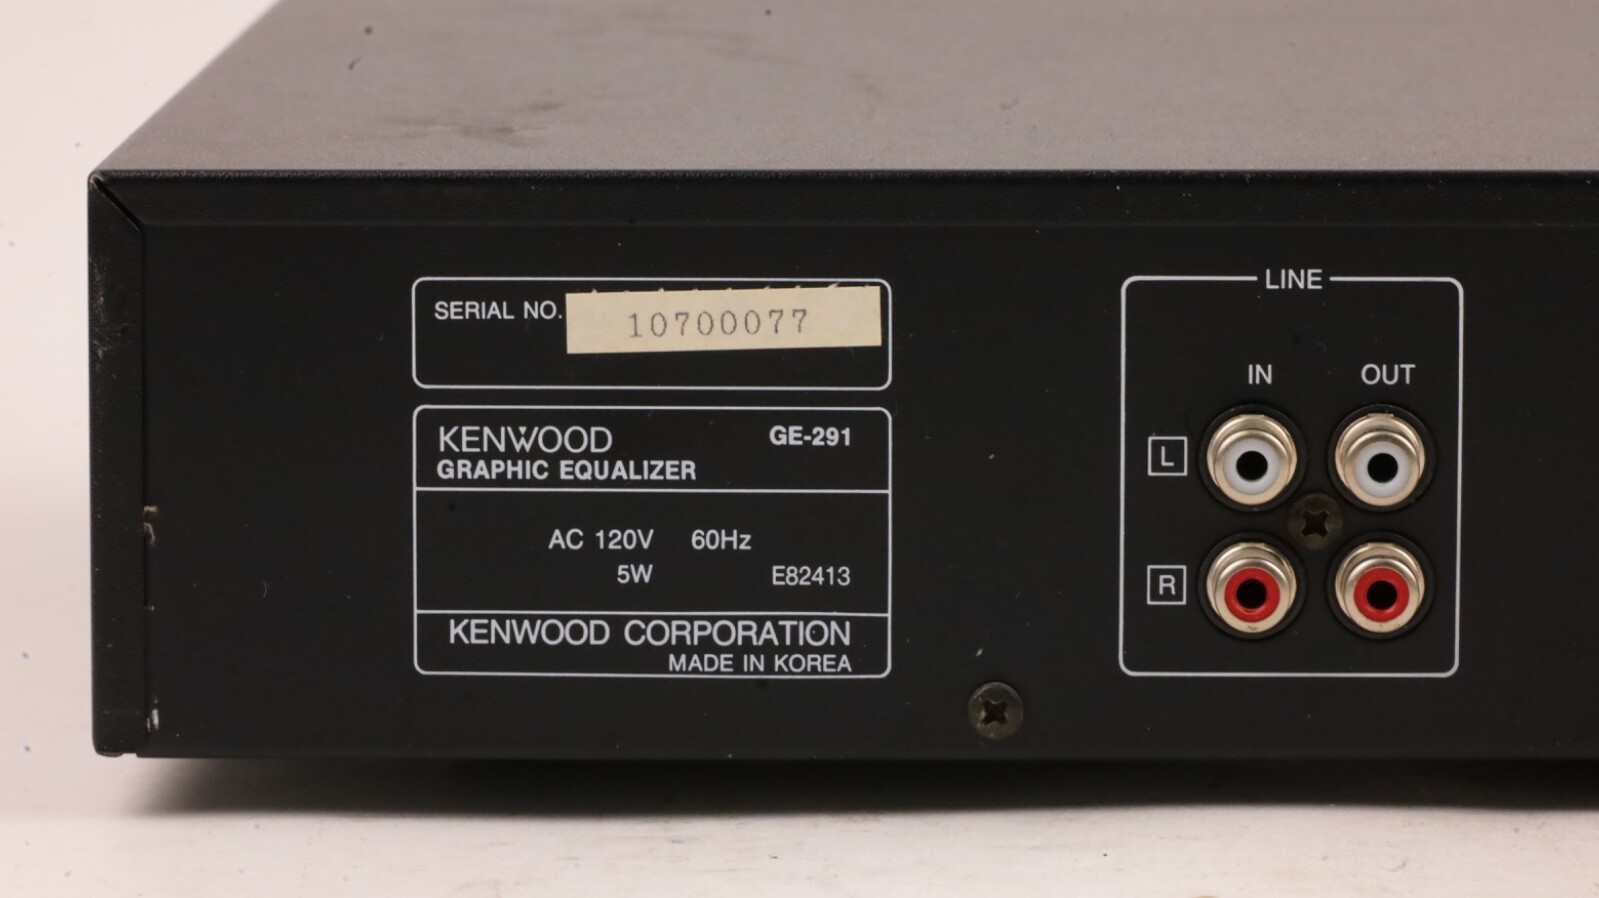 SERIAL NO. 10700077
KENWOOD GE-291
GRAPHIC EQUALIZER
AC 120V 60Hz
5W E82413
KENWOOD CORPORATION
MADE IN KOREA
LINE
IN OUT
L
R